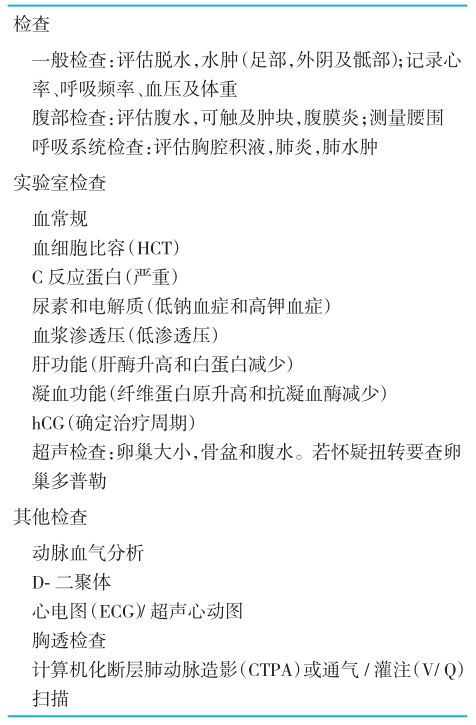 检查
一般检查:评估脱水,水肿(足部,外阴及骶部);记录心
率、呼吸频率、血压及体重
腹部检查:评估腹水,可触及肿块,腹膜炎;测量腰围
呼吸系统检查:评估胸腔积液,肺炎,肺水肿
实验室检查
血常规
血细胞比容(HCT)
C 反应蛋白(严重)
尿素和电解质(低钠血症和高钾血症)
血浆渗透压(低渗透压)
肝功能(肝酶升高和白蛋白减少)
凝血功能(纤维蛋白原升高和抗凝血酶减少)
hCG(确定治疗周期)
超声检查:卵巢大小,骨盆和腹水。若怀疑扭转要查卵
巢多普勒
其他检查
动脉血气分析
D- 二聚体
心电图(ECG)/ 超声心动图
胸透检查
计算机化断层肺动脉造影(CTPA)或通气 / 灌注(V/ Q)
扫描